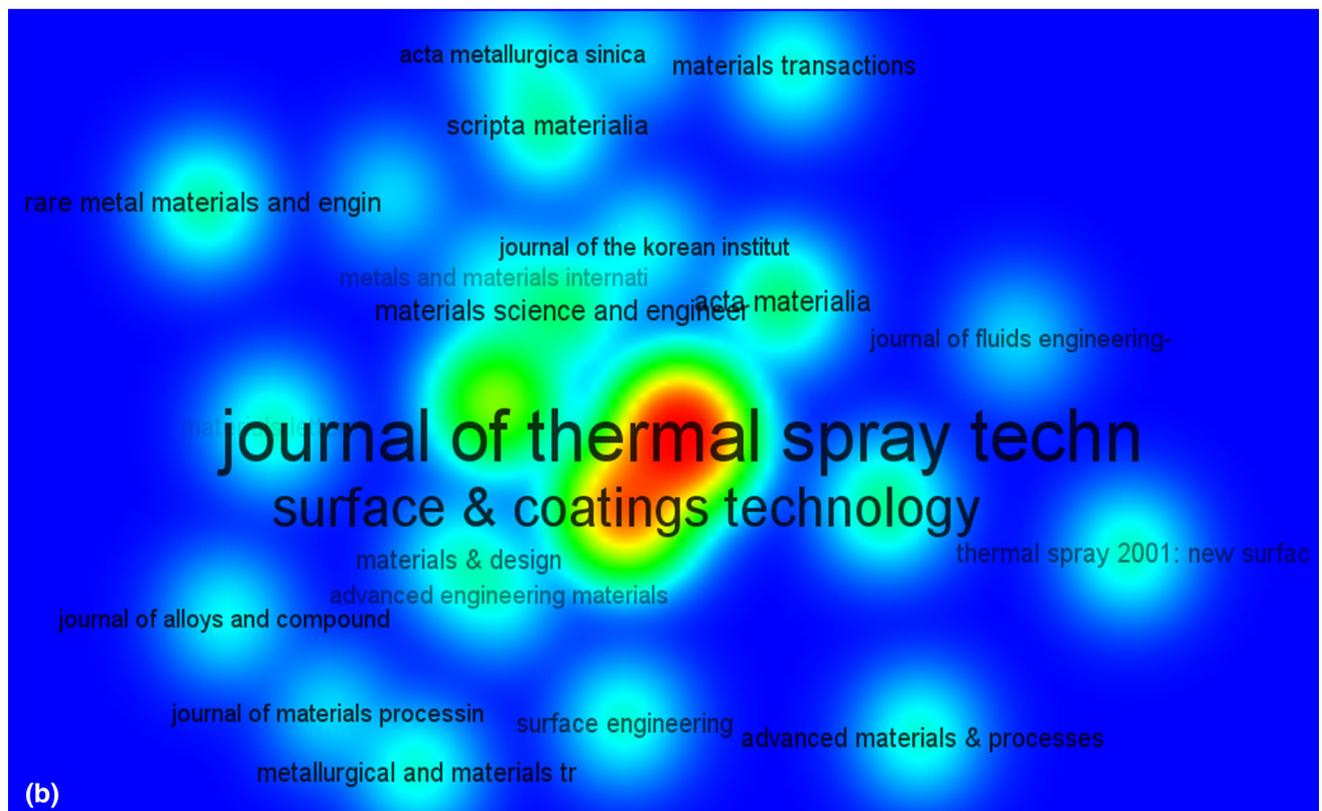 acta metallurgica sinica
materials transactions
scripta materialia
rare metal materials and engin
journal of the korean institut
metals and materials internati
acta materialia
materials science and engineer
journal of fluids engineering-
journal of thermal spray techn
surface & coatings technology
thermal spray 2001: new surfac
materials & design
advanced engineering materials
journal of alloys and compound
journal of materials processin
surface engineering
advanced materials & processes
metallurgical and materials tr
(b)